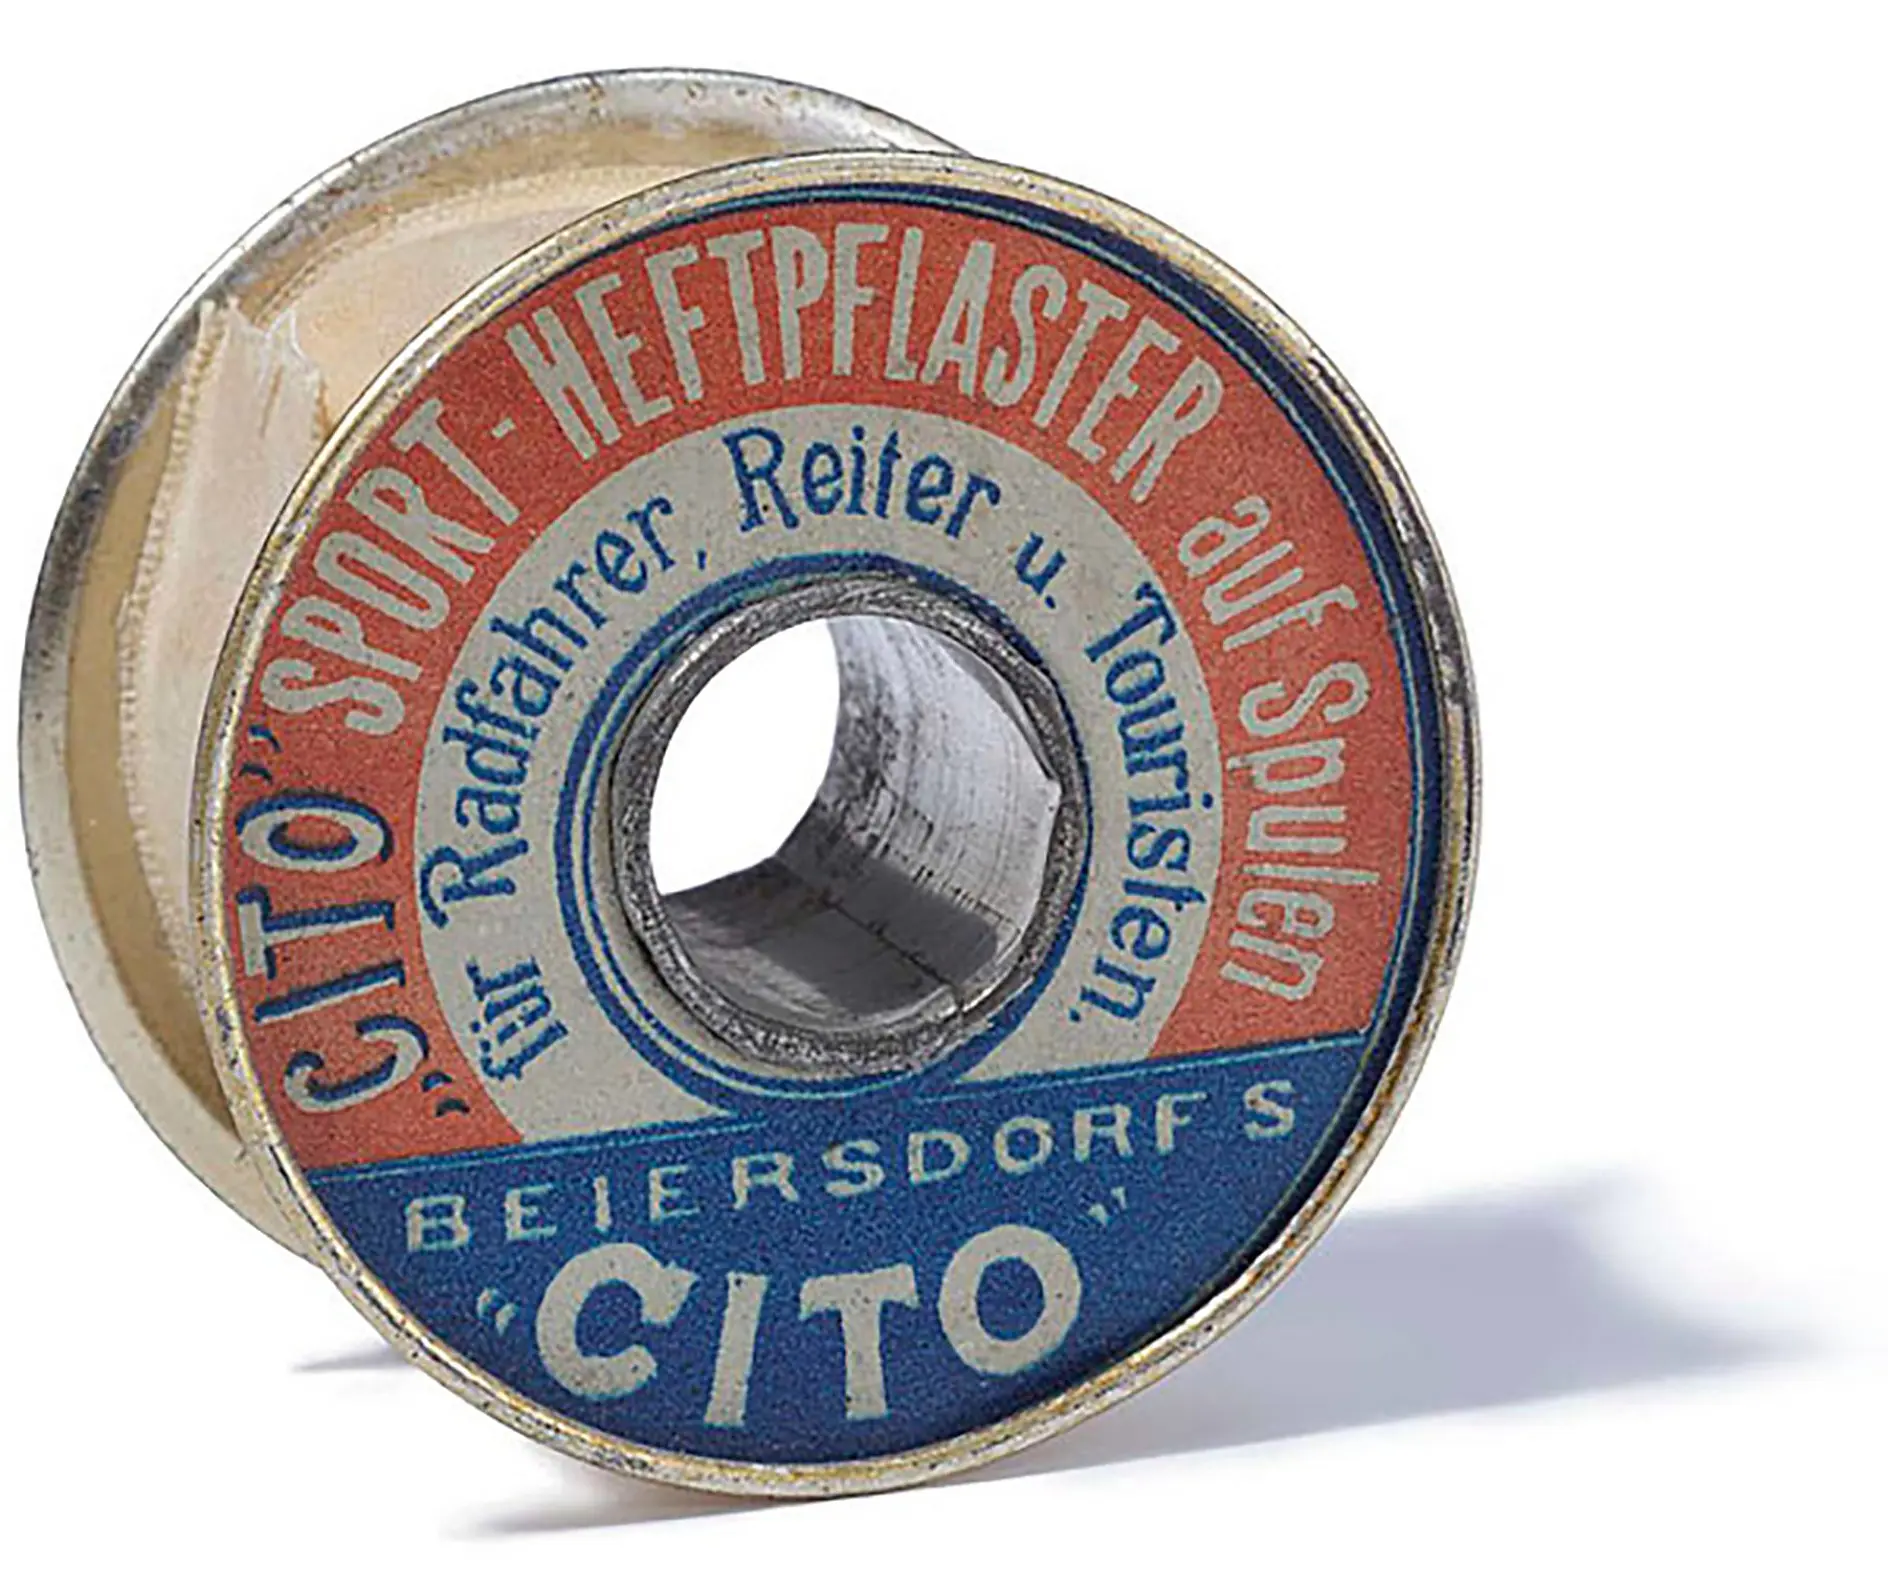 „CITO” SPORT-HEFTPFLASTER auf Spulen
für Radfahrer, Reiter u. Touristen.
BEIERSDORF S
“CITO”